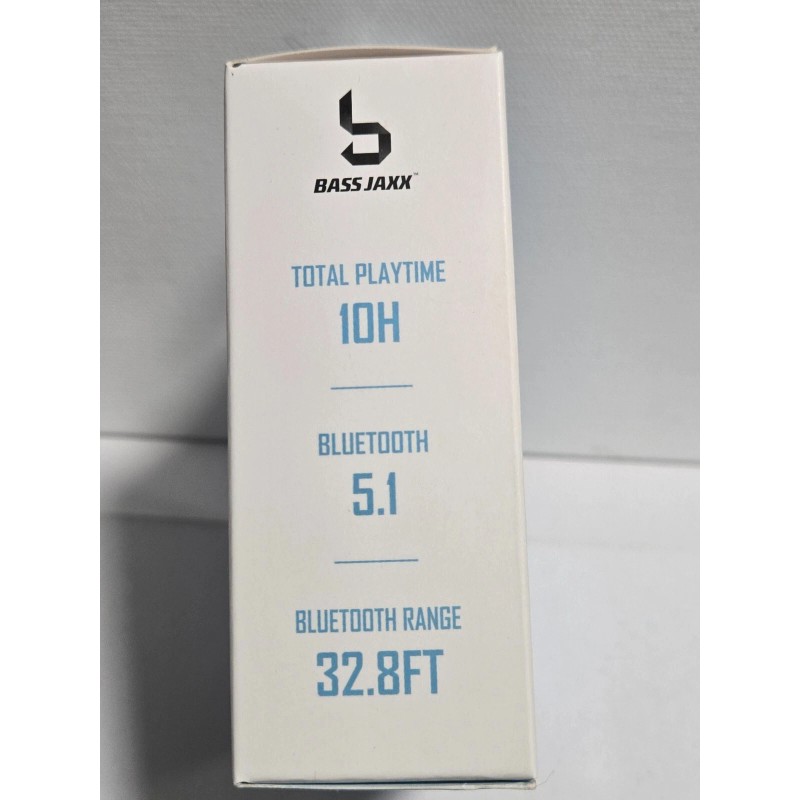 BASS JAXX™
TOTAL PLAYTIME
10H
BLUETOOTH
5.1
BLUETOOTH RANGE
32.8FT